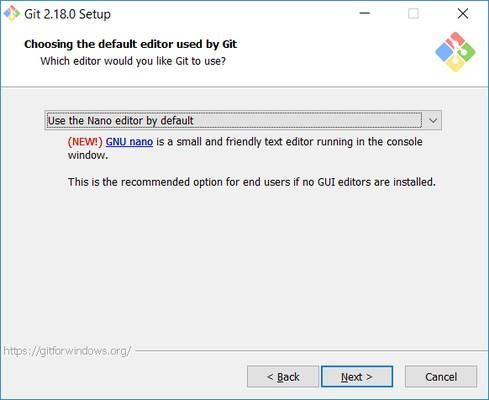 Git 2.18.0 Setup
Choosing the default editor used by Git
Which editor would you like Git to use?
Use the Nano editor by default
(NEW!) GNU nano is a small and friendly text editor running in the console
window.
This is the recommended option for end users if no GUI editors are installed.
https://gitforwindows.org/
< Back
Next >
Cancel